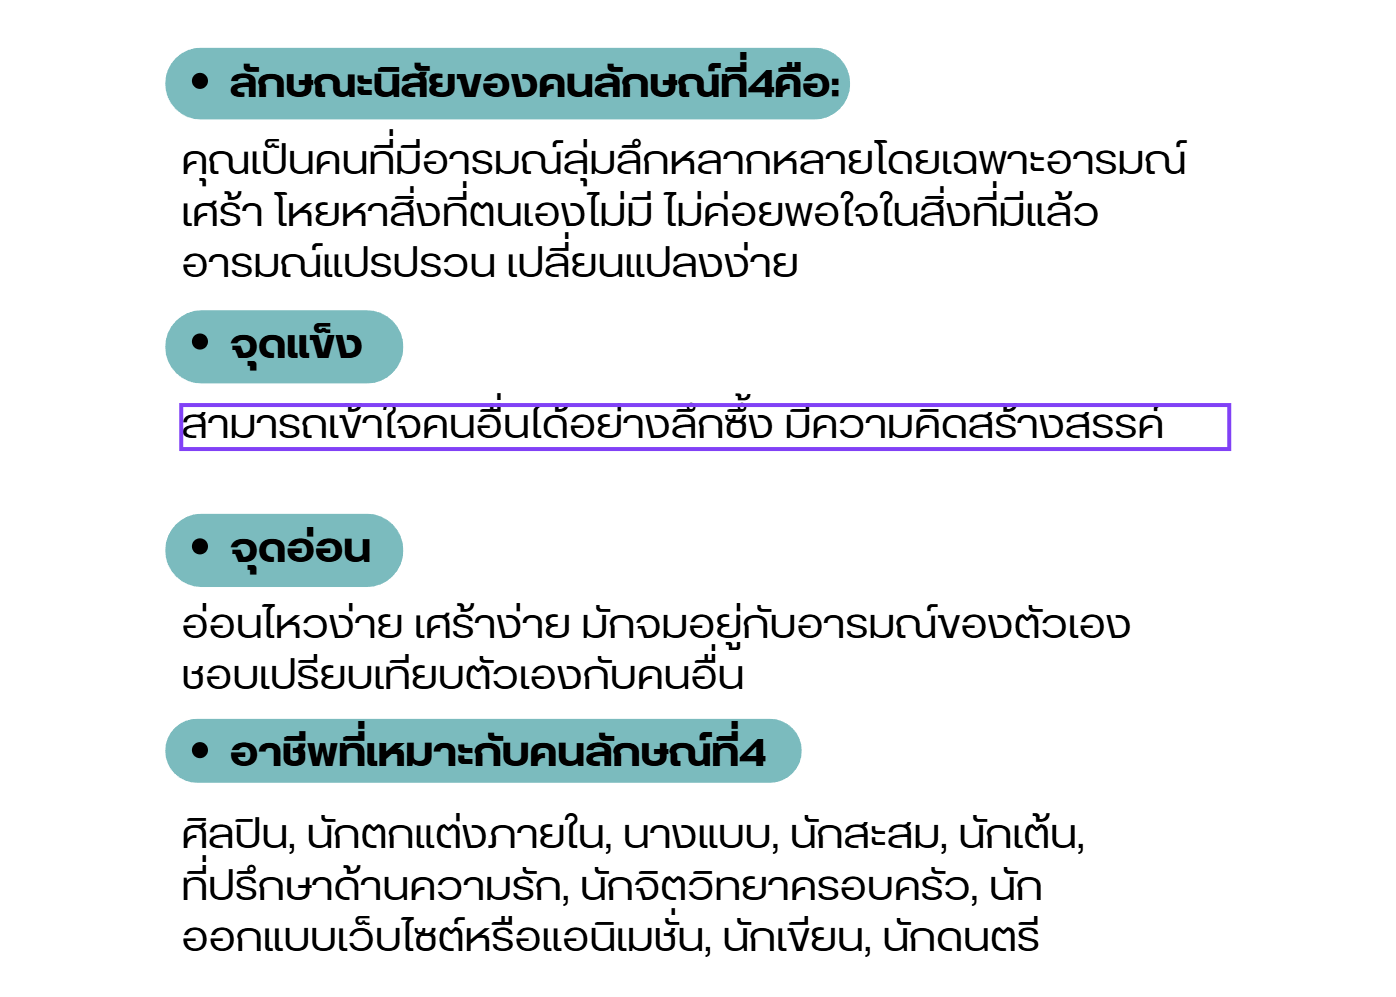 • ลักษณะนิสัยของคนลักษณ์ที่4คือ:
คุณเป็นคนที่มีอารมณ์ลุ่มลึกหลากหลายโดยเฉพาะอารมณ์
เศร้า โหยหาสิ่งที่ตนเองไม่มี ไม่ค่อยพอใจในสิ่งที่มีแล้ว
อารมณ์แปรปรวน เปลี่ยนแปลงง่าย
• จุดแข็ง
สามารถเข้าใจคนอื่นได้อย่างลึกซึ้ง มีความคิดสร้างสรรค์
• จุดอ่อน
อ่อนไหวง่าย เศร้าง่าย มักจมอยู่กับอารมณ์ของตัวเอง
ชอบเปรียบเทียบตัวเองกับคนอื่น
• อาชีพที่เหมาะกับคนลักษณ์ที่4
ศิลปิน, นักตกแต่งภายใน, นางแบบ, นักสะสม, นักเต้น,
ที่ปรึกษาด้านความรัก, นักจิตวิทยาครอบครัว, นัก
ออกแบบเว็บไซต์หรือแอนิเมชั่น, นักเขียน, นักดนตรี